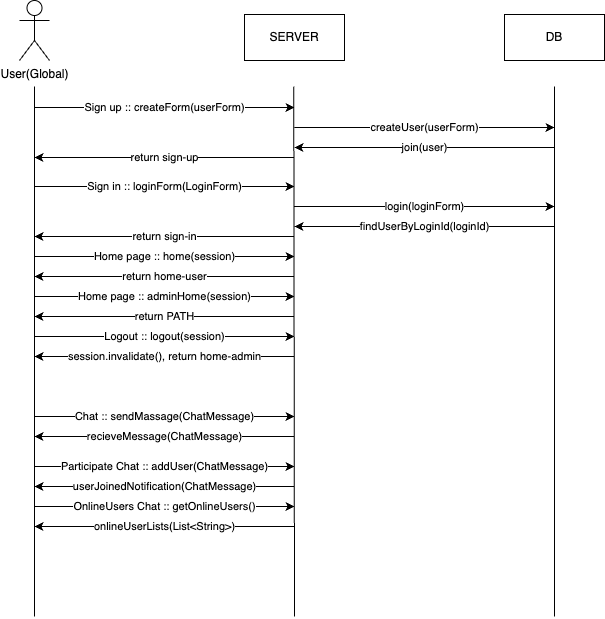 SERVER
DB
User(Global)
Sign up :: createForm(userForm)
createUser(userForm)
join(user)
return sign-up
Sign in :: loginForm(LoginForm)
login(loginForm)
findUserByLoginId(loginId)
return sign-in
Home page :: home(session)
return home-user
Home page :: adminHome(session)
return PATH
Logout :: logout(session)
session.invalidate(), return home-admin
Chat :: sendMassage(ChatMessage)
recieveMessage(ChatMessage)
Participate Chat :: addUser(ChatMessage)
userJoinedNotification(ChatMessage)
OnlineUsers Chat :: getOnlineUsers()
onlineUserLists(List<String>)